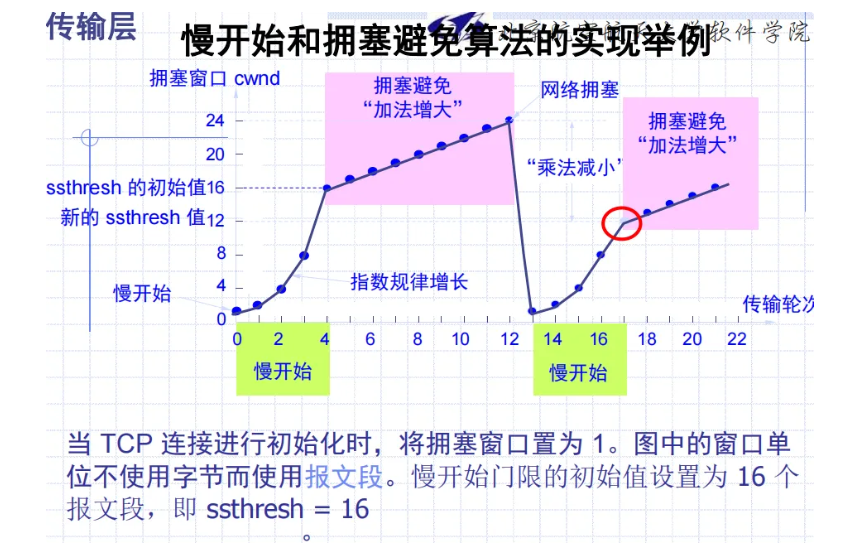 传输层
慢开始和拥塞避免算法的实现举例
软件学院
拥塞窗口 cwnd
拥塞避免
“加法增大”
网络拥塞
拥塞避免
“加法增大”
24
20
“乘法减小”
ssthresh 的初始值16
新的 ssthresh 值12
8
4
0
慢开始
指数规律增长
传输轮次
0 2 4 6 8 10 12 14 16 18 20 22
慢开始
慢开始
当 TCP 连接进行初始化时，将拥塞窗口置为 1。图中的窗口单
位不使用字节而使用报文段。慢开始门限的初始值设置为 16 个
报文段，即 ssthresh = 16
。